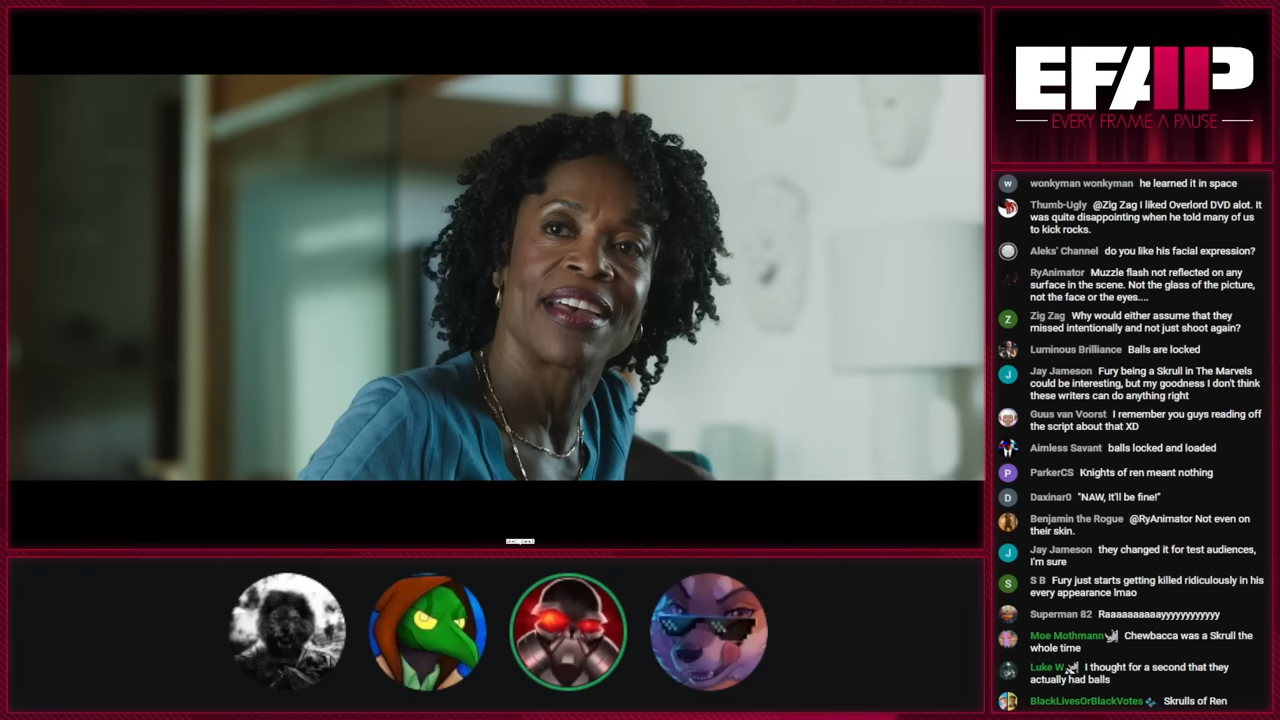 EFAP
EVERY FRAME A PAUSE
wonkyman wonkyman he learned it in space
Thumb-Ugly @Zig Zag I liked Overlord DVD alot. It
was quite disappointing when he told many of us
to kick rocks.
Aleks' Channel do you like his facial expression?
RyAnimator Muzzle flash not reflected on any
surface in the scene. Not the glass of the picture,
not the face or the eyes....
Z Zig Zag Why would either assume that they
missed intentionally and not just shoot again?
Luminous Brilliance Balls are locked
J Jay Jameson Fury being a Skrull in The Marvels
could be interesting, but my goodness I don't think
these writers can do anything right
Guus van Voorst I remember you guys reading off
the script about that XD
Aimless Savant balls locked and loaded
P ParkerCS Knights of ren meant nothing
D Daxinar0 "NAW, It'll be fine!"
Benjamin the Rogue @RyAnimator Not even on
their skin.
J Jay Jameson they changed it for test audiences,
I'm sure
S S B Fury just starts getting killed ridiculously in his
every appearance lmao
Superman 82 Raaaaaaaaaayyyyyyyyyyy
Moe Mothmann Chewbacca was a Skrull the
whole time
Luke W I thought for a second that they
actually had balls
BlackLivesOrBlackVotes Skrulls of Ren